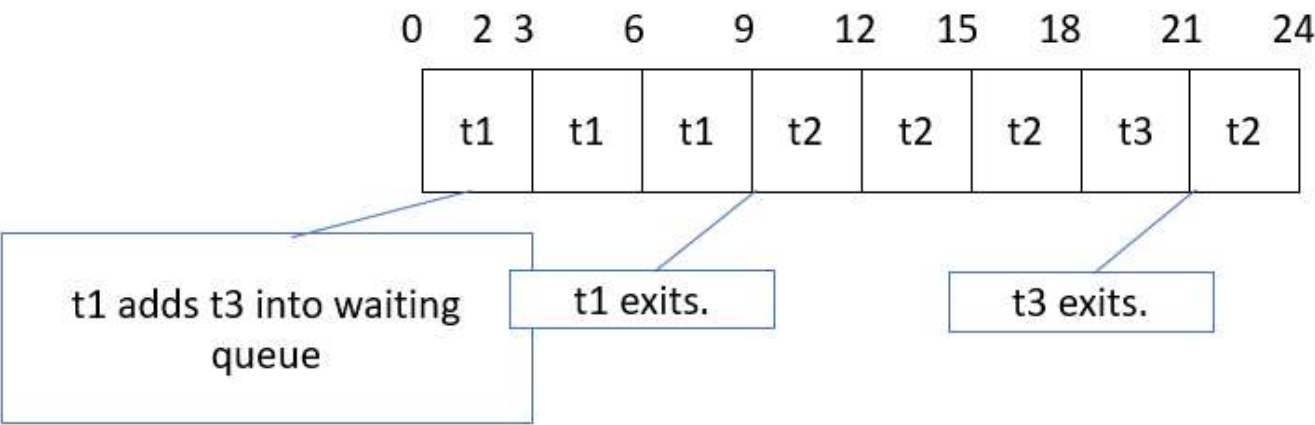 0 2 3 6 9 12 15 18 21 24
t1 t1 t1 t2 t2 t2 t3 t2
t1 adds t3 into waiting
queue
t1 exits.
t3 exits.